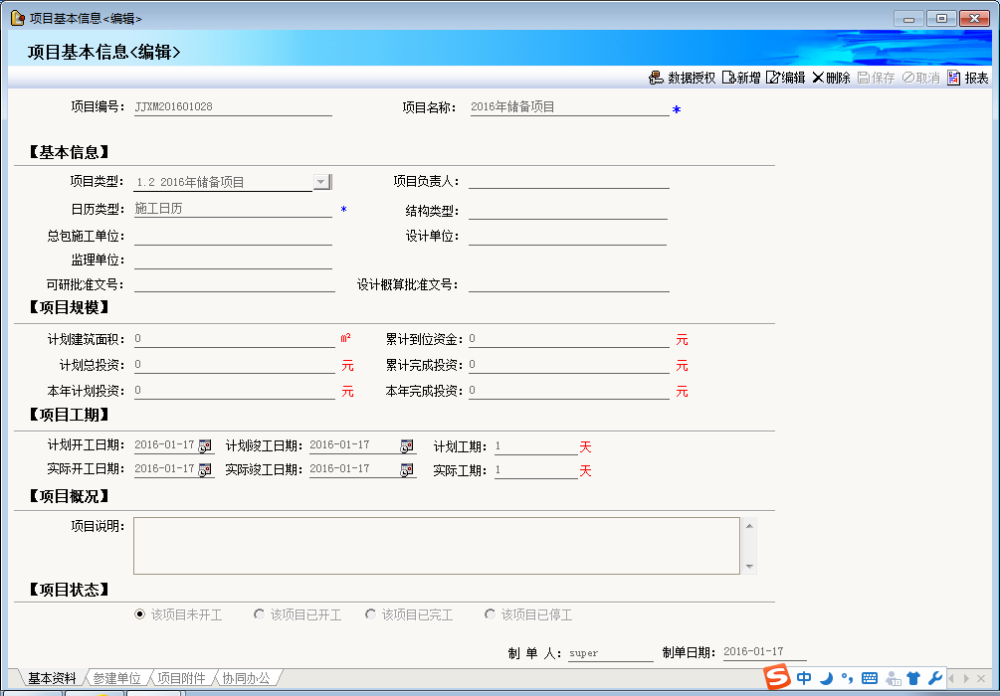 项目基本信息<编辑>
项目基本信息<编辑>
数据授权 新增 编辑 删除 保存 取消 报表
项目编号: JJXM201601028 项目名称: 2016年储备项目 *
【基本信息】
项目类型: 1.2 2016年储备项目 项目负责人:
日历类型: 施工日历 * 结构类型:
总包施工单位: 设计单位:
监理单位:
可研批准文号: 设计概算批准文号:
【项目规模】
计划建筑面积: 0 m² 累计到位资金: 0 元
计划总投资: 0 元 累计完成投资: 0 元
本年计划投资: 0 元 本年完成投资: 0 元
【项目工期】
计划开工日期: 2016-01-17 计划竣工日期: 2016-01-17 计划工期: 1 天
实际开工日期: 2016-01-17 实际竣工日期: 2016-01-17 实际工期: 1 天
【项目概况】
项目说明:
【项目状态】
该项目未开工 该项目已开工 该项目已完工 该项目已停工
制 单 人: super 制单日期: 2016-01-17
基本资料 参建单位 项目附件 协同办公
S 中